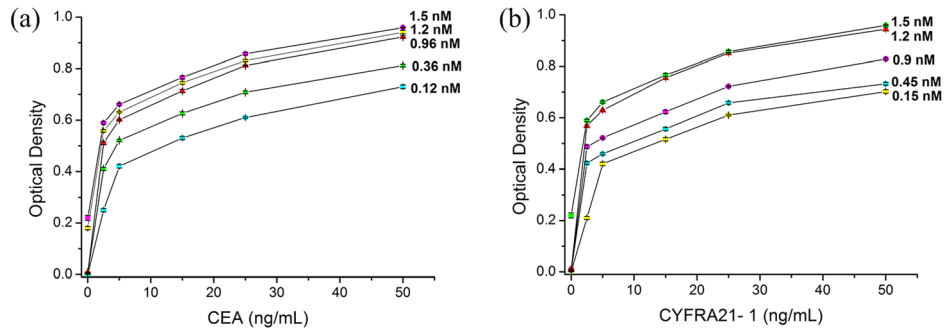 (a)
1.0
0.8
0.6
0.4
0.2
0.0
Optical Density
0
10
20
30
40
50
CEA (ng/mL)
1.5 nM
1.2 nM
0.96 nM
0.36 nM
0.12 nM
(b)
1.0
0.8
0.6
0.4
0.2
0.0
Optical Density
0
10
20
30
40
50
CYFRA21- 1 (ng/mL)
1.5 nM
1.2 nM
0.9 nM
0.45 nM
0.15 nM